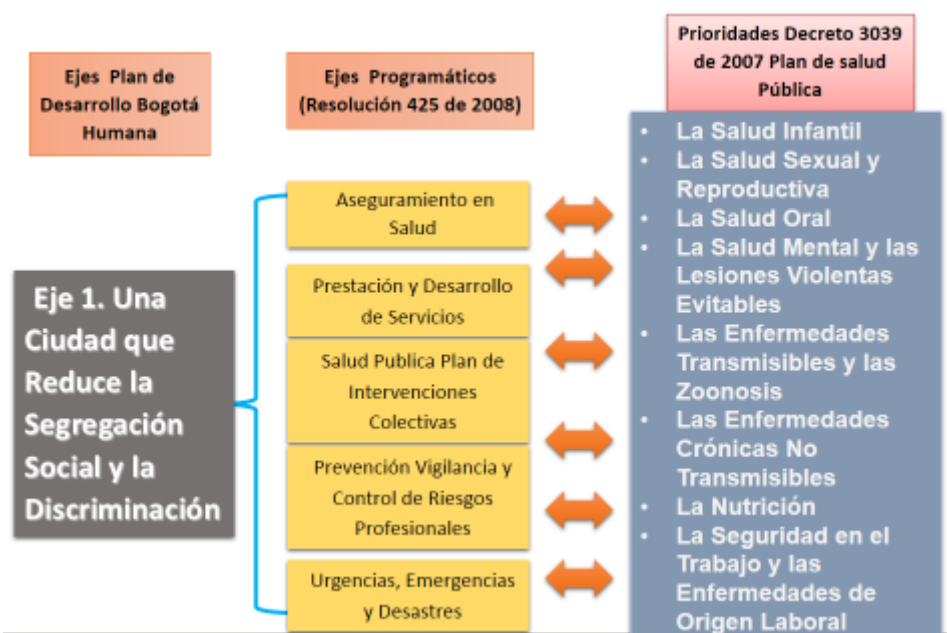 Ejes Plan de
Desarrollo Bogotá
Humana
Ejes Programáticos
(Resolución 425 de 2008)
Prioridades Decreto 3039
de 2007 Plan de salud
Pública
Eje 1. Una
Ciudad que
Reduce la
Segregación
Social y la
Discriminación
Aseguramiento en
Salud
Prestación y Desarrollo
de Servicios
Salud Publica Plan de
Intervenciones
Colectivas
Prevención Vigilancia y
Control de Riesgos
Profesionales
Urgencias, Emergencias
y Desastres
• La Salud Infantil
• La Salud Sexual y
Reproductiva
• La Salud Oral
• La Salud Mental y las
Lesiones Violentas
Evitables
• Las Enfermedades
Transmisibles y las
Zoonosis
• Las Enfermedades
Crónicas No
Transmisibles
• La Nutrición
• La Seguridad en el
Trabajo y las
Enfermedades de
Origen Laboral